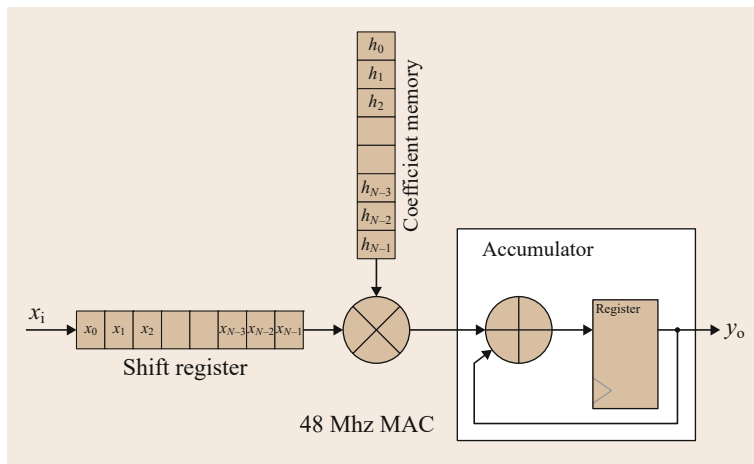 h₀
h₁
h₂
hN–3
hN–2
hN–1
Coefficient memory
Accumulator
xᵢ
x₀ x₁ x₂ xN–3 xN–2 xN–1
Register
yₒ
Shift register
48 Mhz MAC